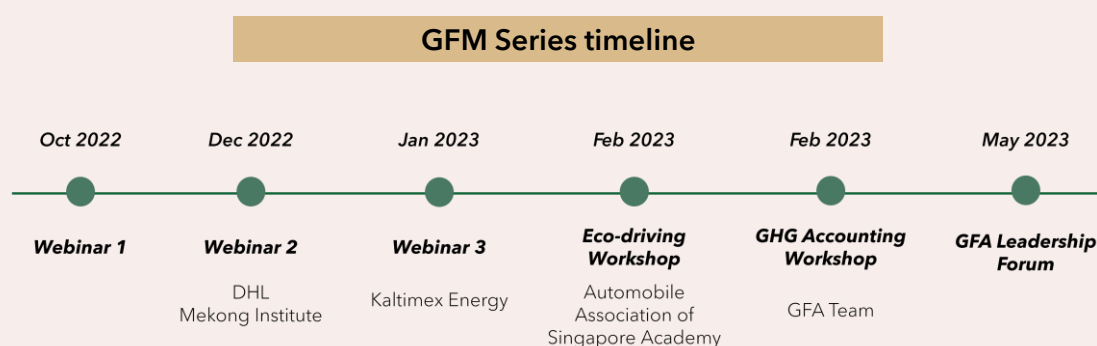 GFM Series timeline
Oct 2022
Dec 2022
Jan 2023
Feb 2023
Feb 2023
May 2023
Webinar 1
Webinar 2
DHL
Mekong Institute
Webinar 3
Kaltimex Energy
Eco-driving
Workshop
Automobile
Association of
Singapore Academy
GHG Accounting
Workshop
GFA Team
GFA Leadership
Forum